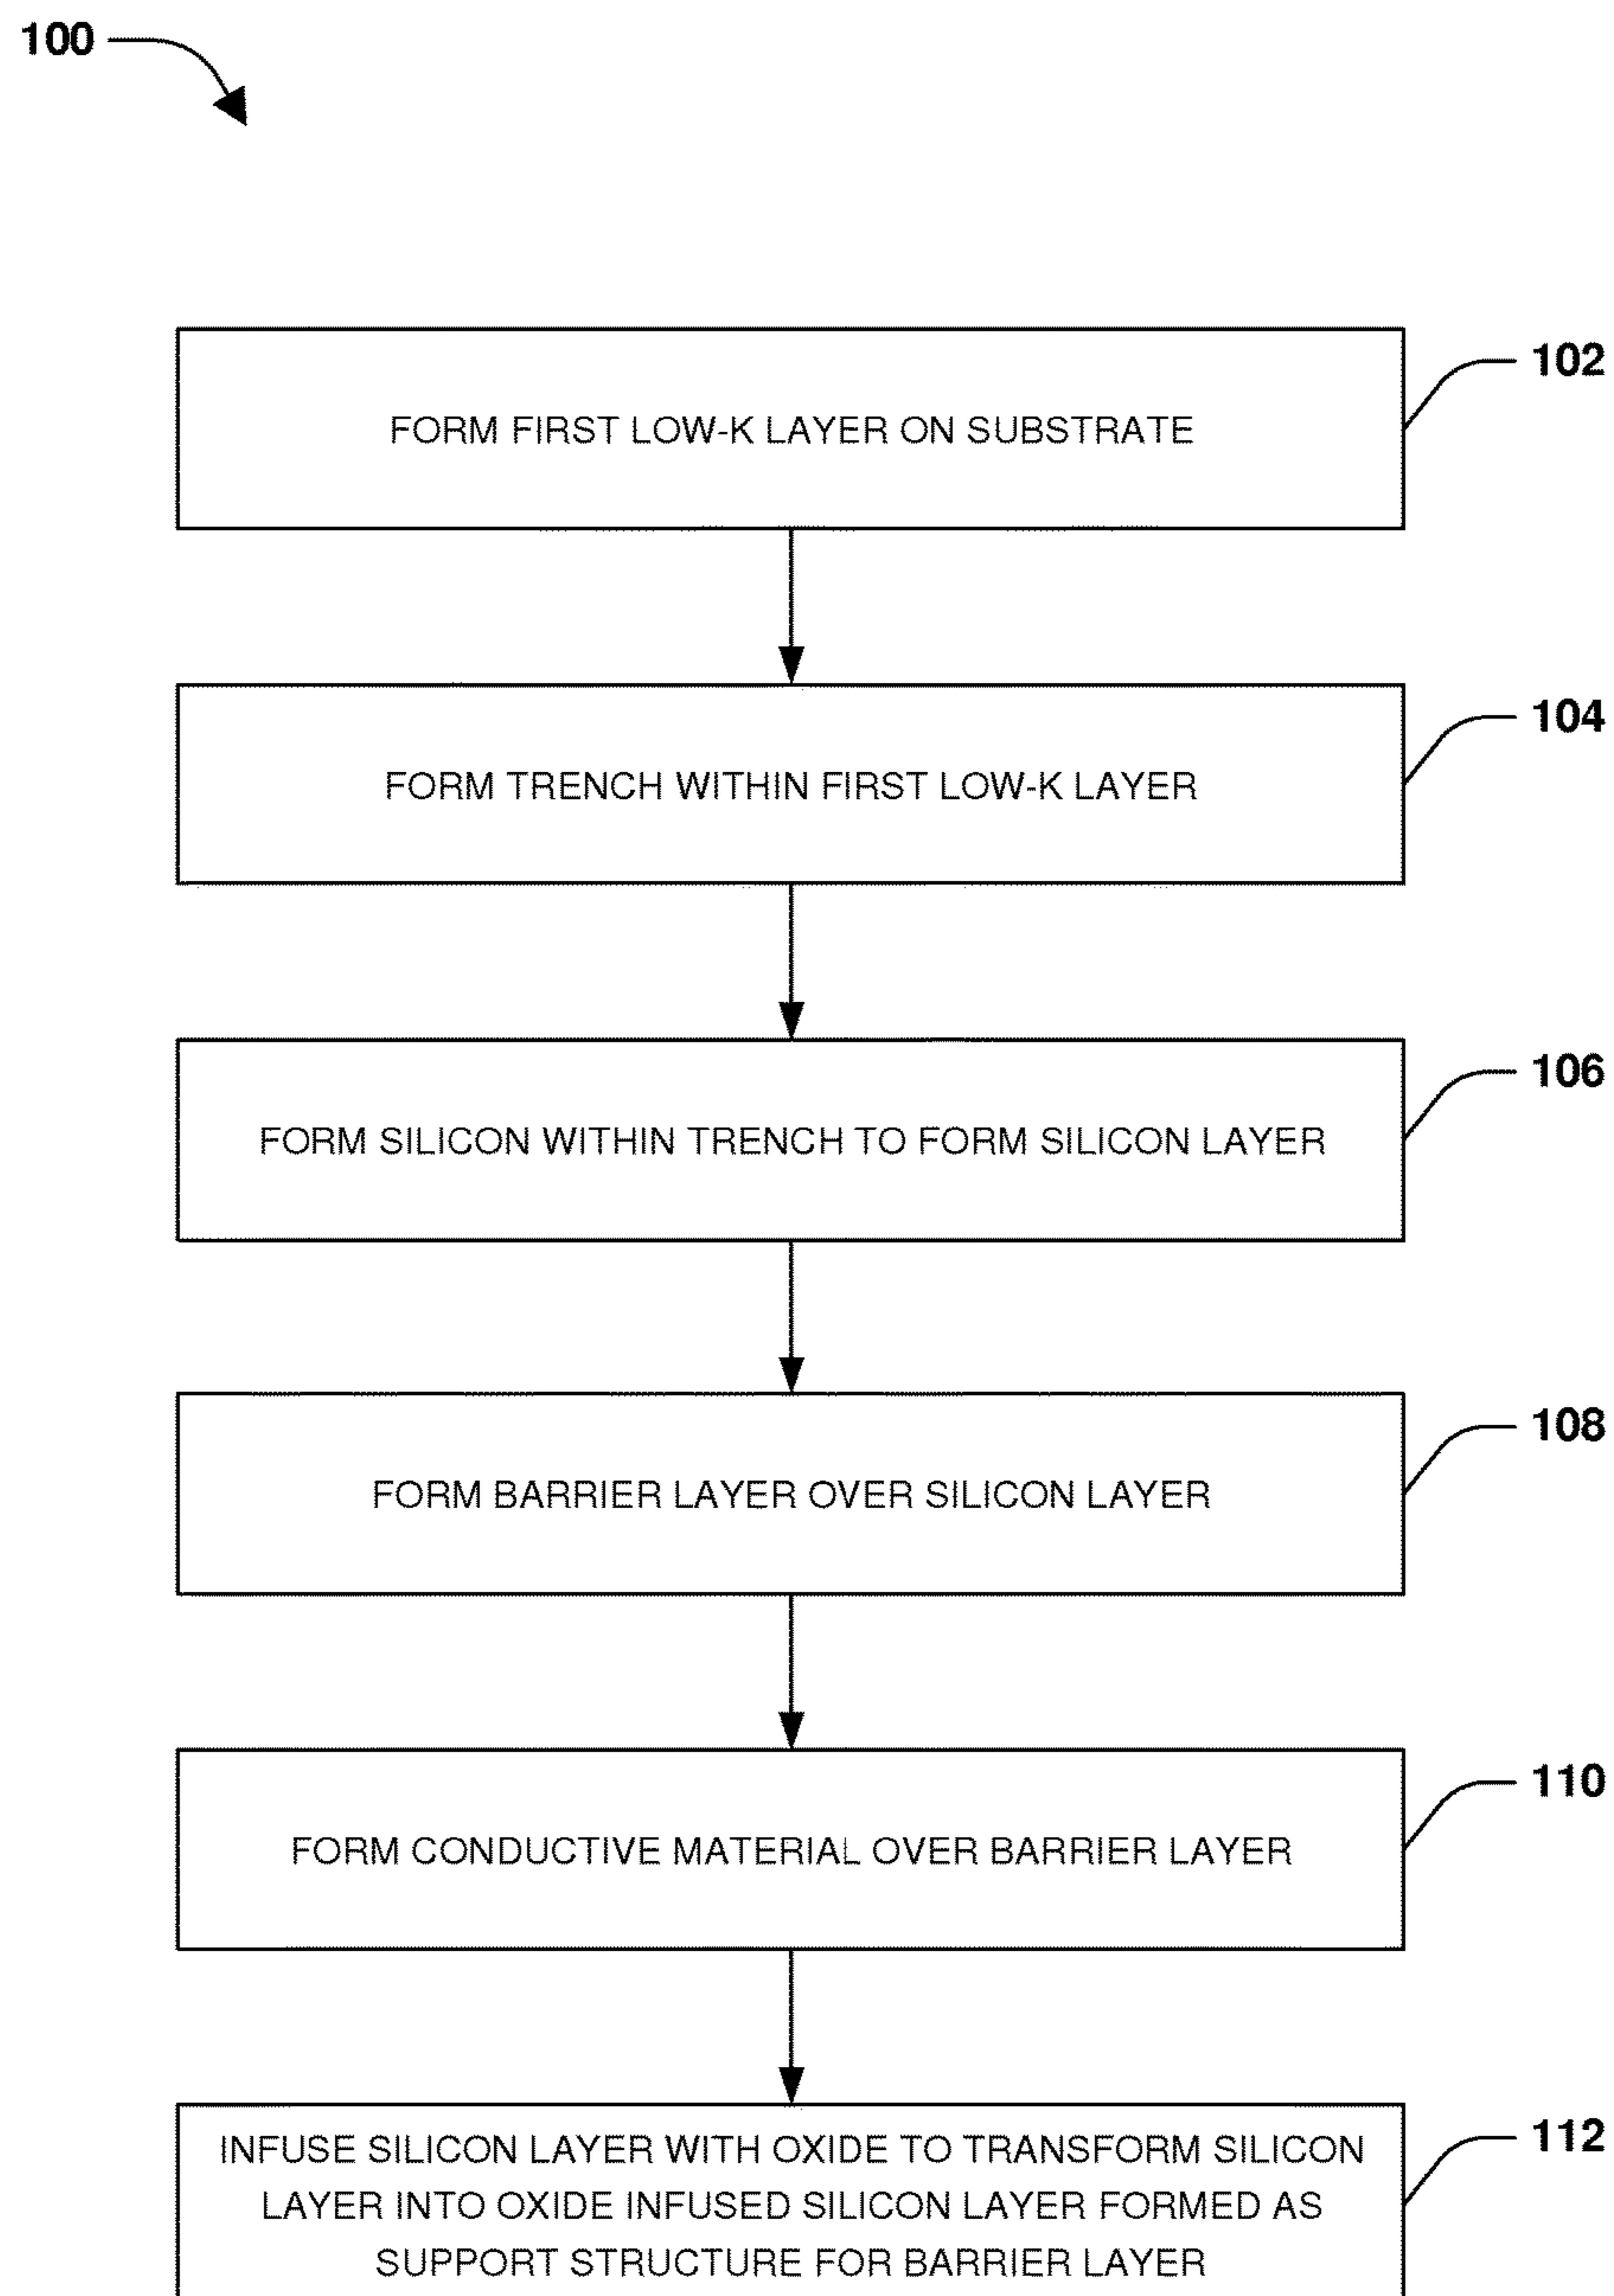 100
FORM FIRST LOW-K LAYER ON SUBSTRATE
102
FORM TRENCH WITHIN FIRST LOW-K LAYER
104
FORM SILICON WITHIN TRENCH TO FORM SILICON LAYER
106
FORM BARRIER LAYER OVER SILICON LAYER
108
FORM CONDUCTIVE MATERIAL OVER BARRIER LAYER
110
INFUSE SILICON LAYER WITH OXIDE TO TRANSFORM SILICON
LAYER INTO OXIDE INFUSED SILICON LAYER FORMED AS
SUPPORT STRUCTURE FOR BARRIER LAYER
112